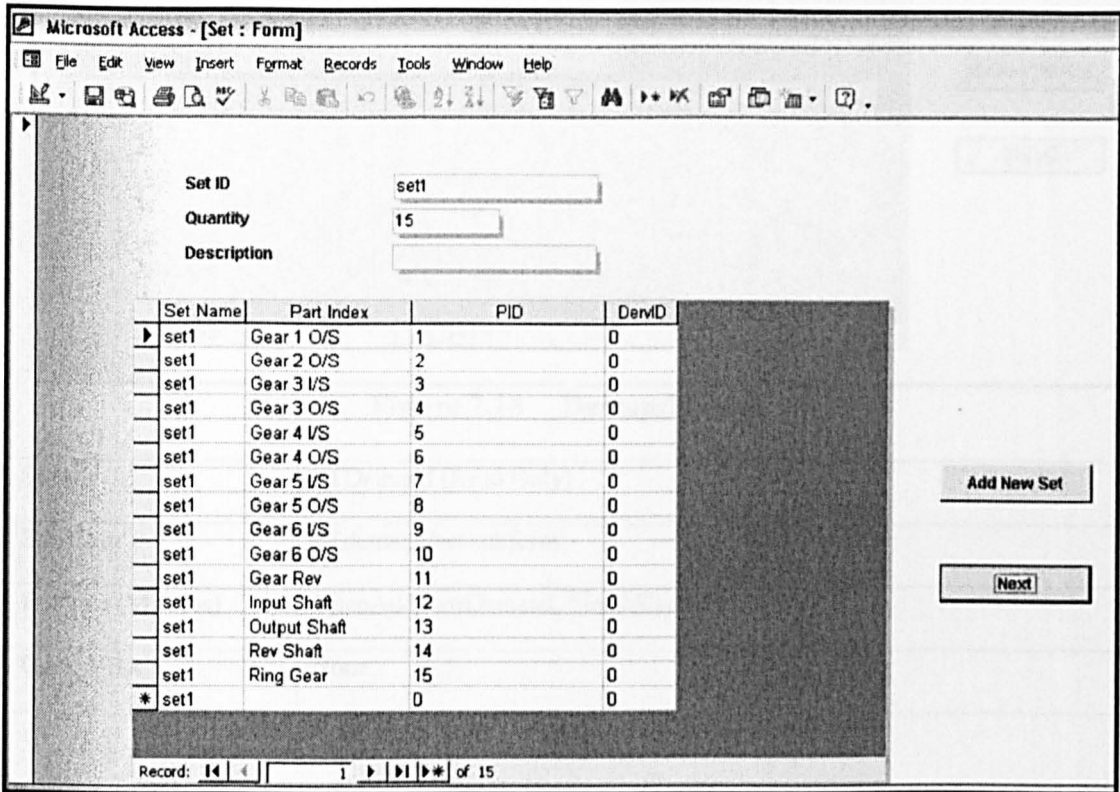 Microsoft Access - [Set : Form]
File Edit View Insert Format Records Tools Window Help
Set ID set1
Quantity 15
Description
Set Name Part Index PID DervID
set1 Gear 1 O/S 1 0
set1 Gear 2 O/S 2 0
set1 Gear 3 I/S 3 0
set1 Gear 3 O/S 4 0
set1 Gear 4 I/S 5 0
set1 Gear 4 O/S 6 0
set1 Gear 5 I/S 7 0
set1 Gear 5 O/S 8 0
set1 Gear 6 I/S 9 0
set1 Gear 6 O/S 10 0
set1 Gear Rev 11 0
set1 Input Shaft 12 0
set1 Output Shaft 13 0
set1 Rev Shaft 14 0
set1 Ring Gear 15 0
* set1 0 0
Add New Set
Next
Record: 1 of 15